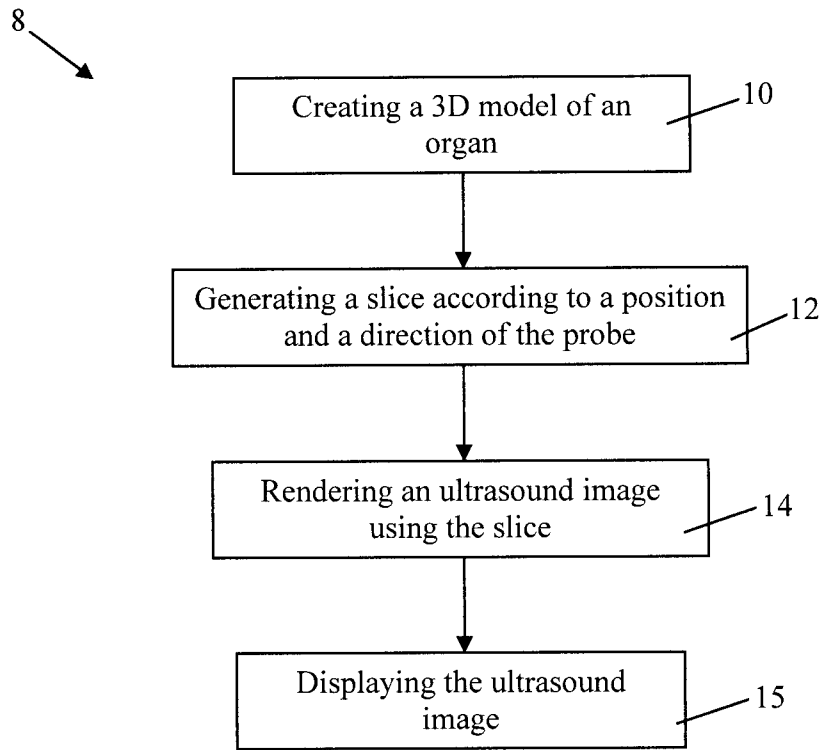 8
Creating a 3D model of an
organ
10
Generating a slice according to a position
and a direction of the probe
12
Rendering an ultrasound image
using the slice
14
Displaying the ultrasound
image
15